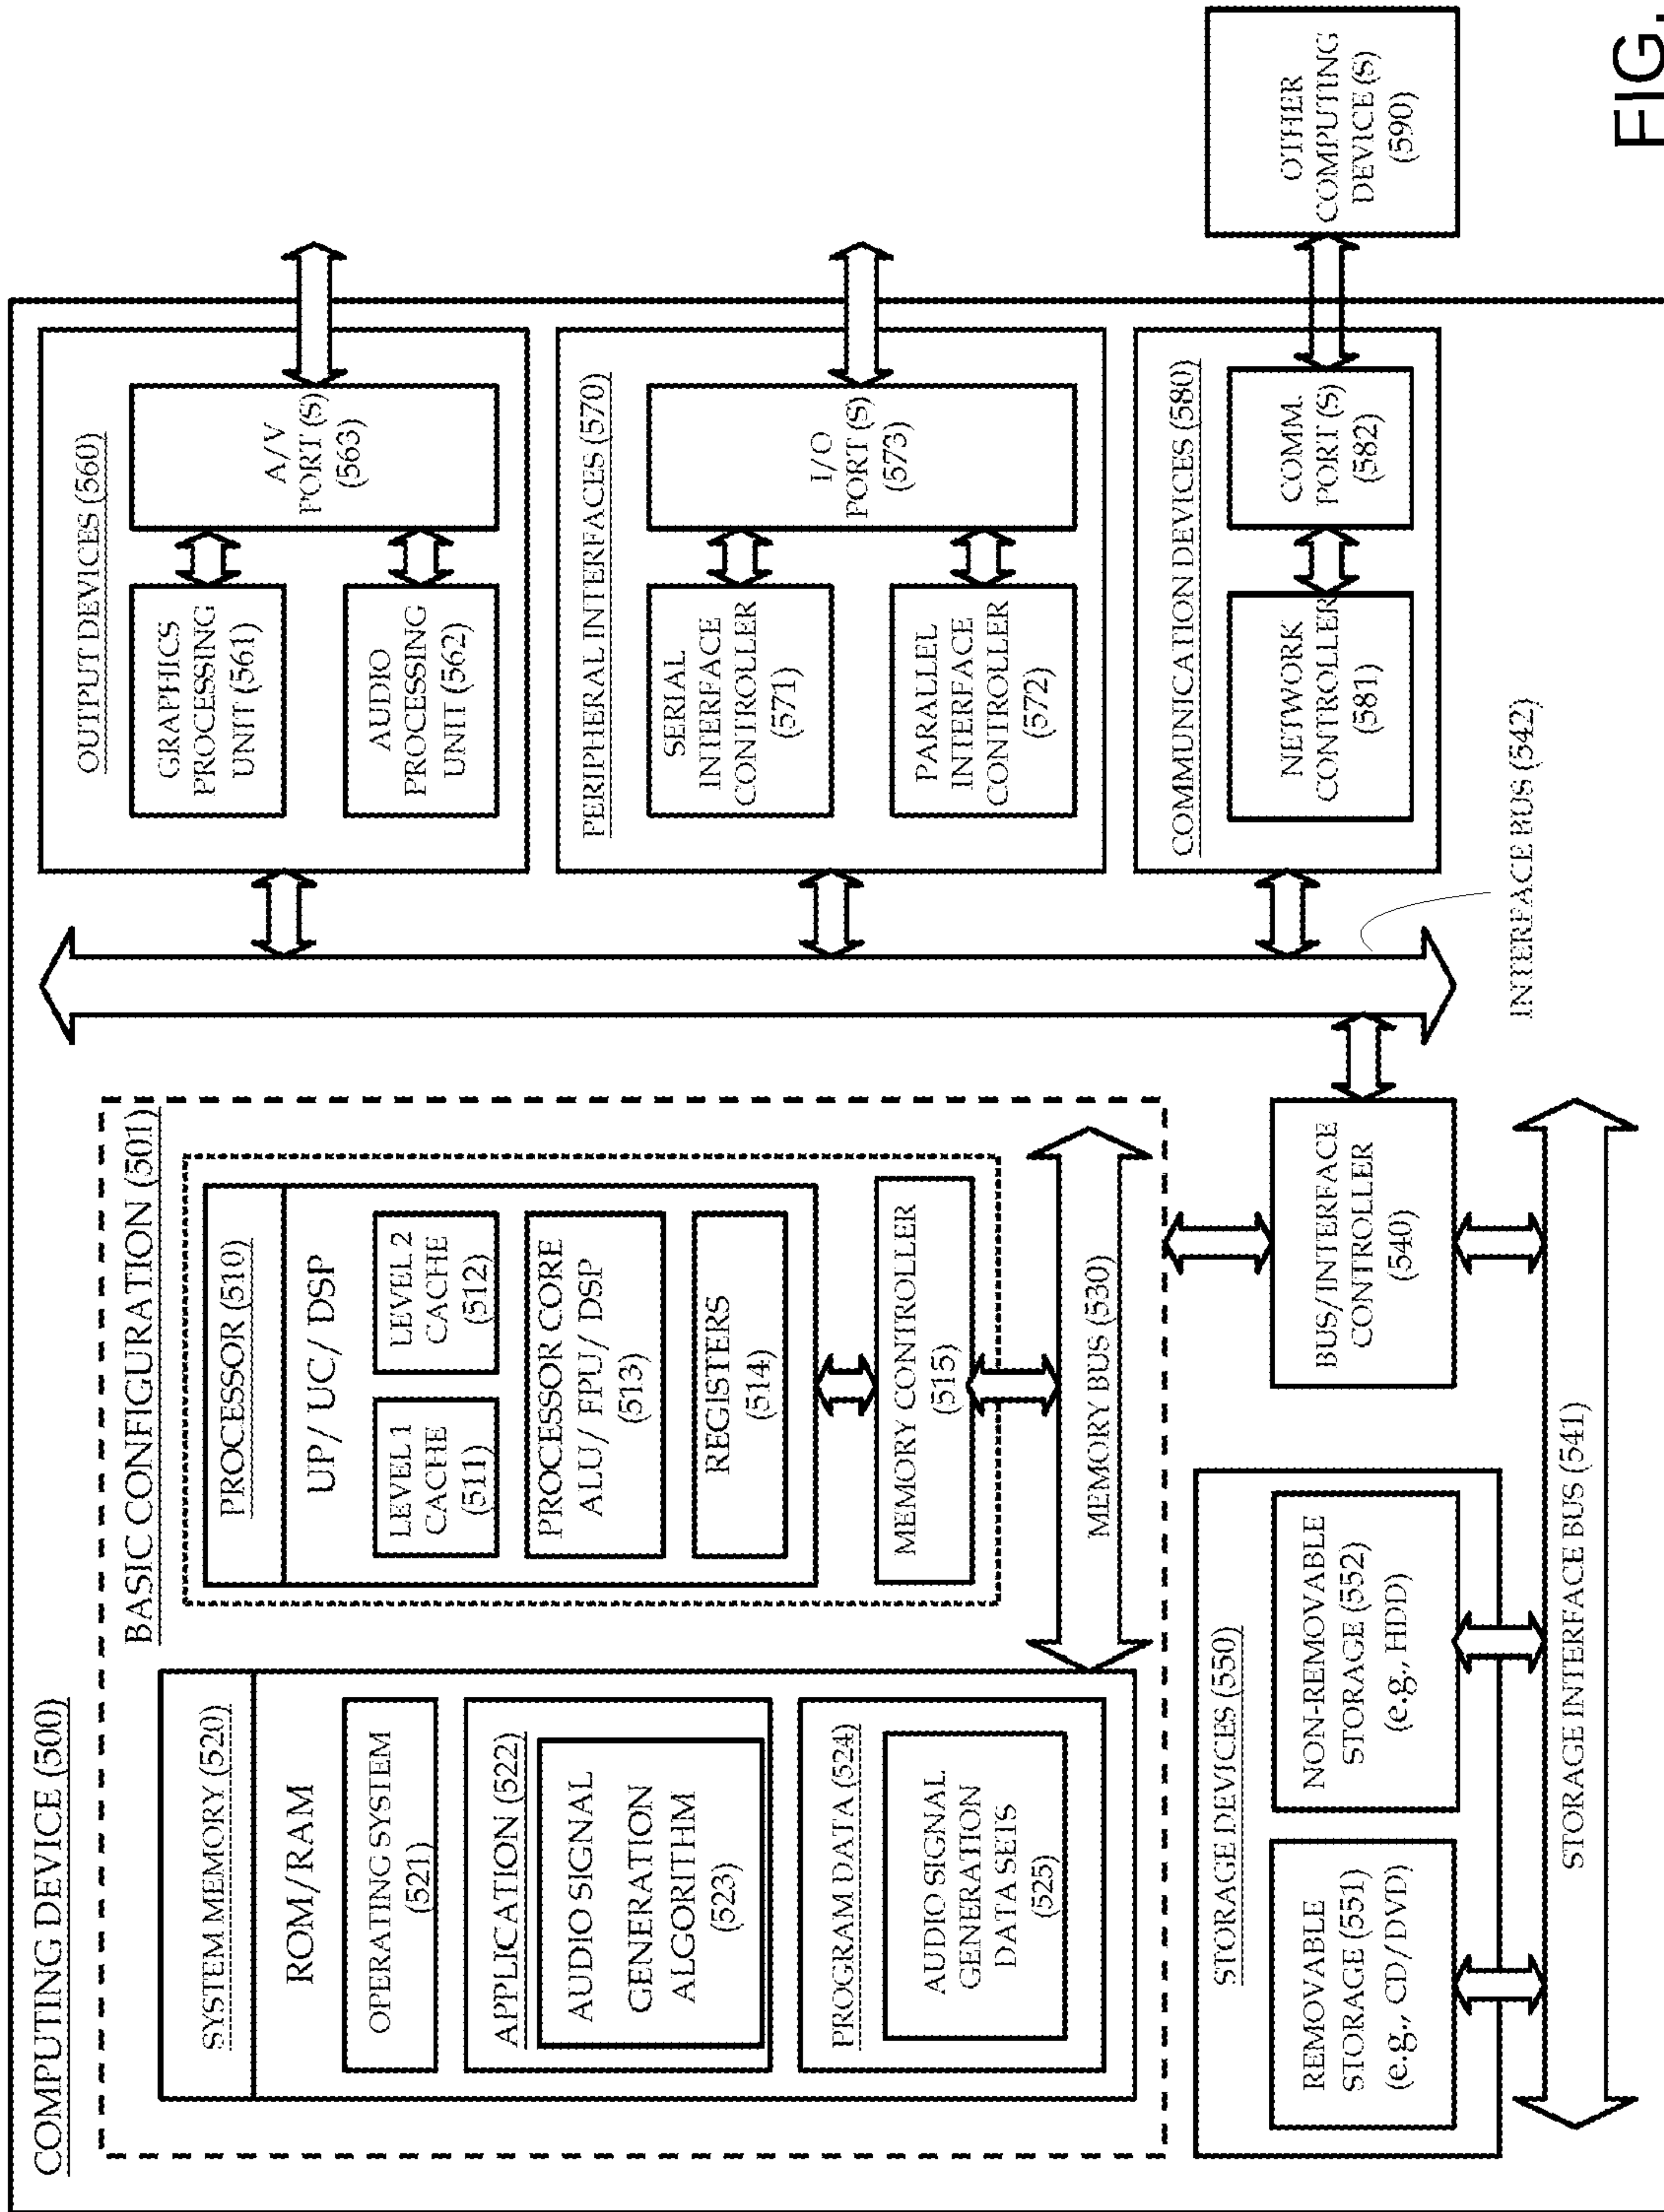 COMPUTING DEVICE (500)
BASIC CONFIGURATION (501)
SYSTEM MEMORY (520)
ROM/RAM
OPERATING SYSTEM
(521)
APPLICATION (522)
AUDIO SIGNAL
GENERATION
ALGORITHM
(523)
PROGRAM DATA (524)
AUDIO SIGNAL
GENERATION
DATA SETS
(525)
PROCESSOR (510)
UP/ UC/ DSP
LEVEL 1
CACHE
(511)
LEVEL 2
CACHE
(512)
PROCESSOR CORE
ALU/ FPU/ DSP
(513)
REGISTERS
(514)
MEMORY CONTROLLER
(515)
MEMORY BUS (530)
STORAGE DEVICES (550)
REMOVABLE
STORAGE (551)
(e.g., CD/DVD)
NON-REMOVABLE
STORAGE (552)
(e.g., HDD)
BUS/INTERFACE
CONTROLLER
(540)
STORAGE INTERFACE BUS (541)
INTERFACE BUS (542)
OUTPUT DEVICES (560)
GRAPHICS
PROCESSING
UNIT (561)
AUDIO
PROCESSING
UNIT (562)
A/V
PORT (S)
(563)
PERIPHERAL INTERFACES (570)
SERIAL
INTERFACE
CONTROLLER
(571)
PARALLEL
INTERFACE
CONTROLLER
(572)
I/O
PORT (S)
(573)
COMMUNICATION DEVICES (580)
NETWORK
CONTROLLER
(581)
COMM.
PORT (S)
(582)
OTHER
COMPUTING
DEVICE (S)
(590)
FIG.